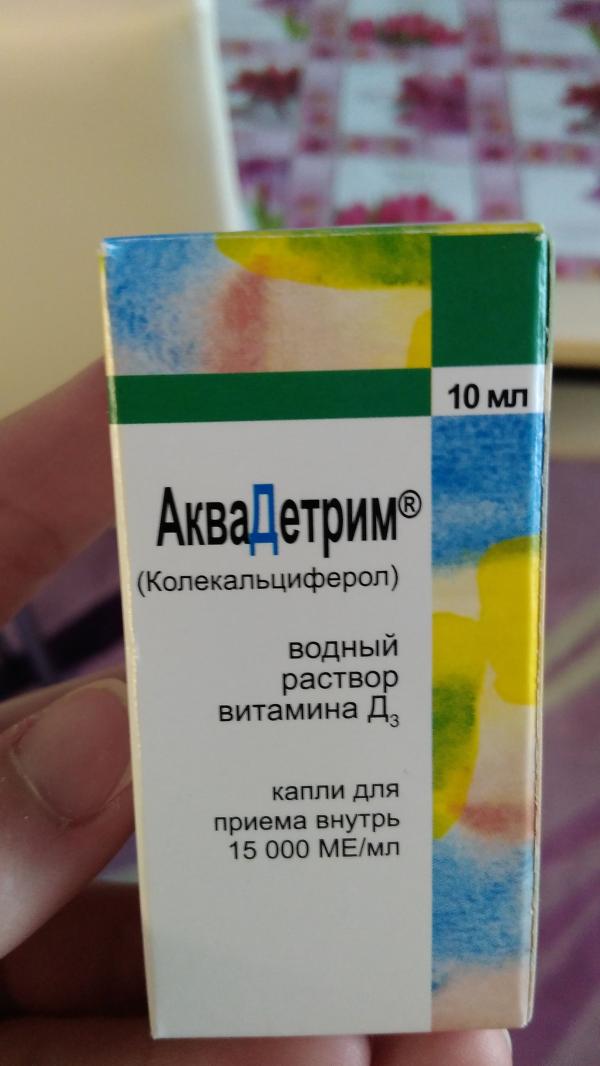 10 мл
АкваДетрим®
(Колекальциферол)
водный
раствор
витамина Д₃
капли для
приема внутрь
15 000 МЕ/мл